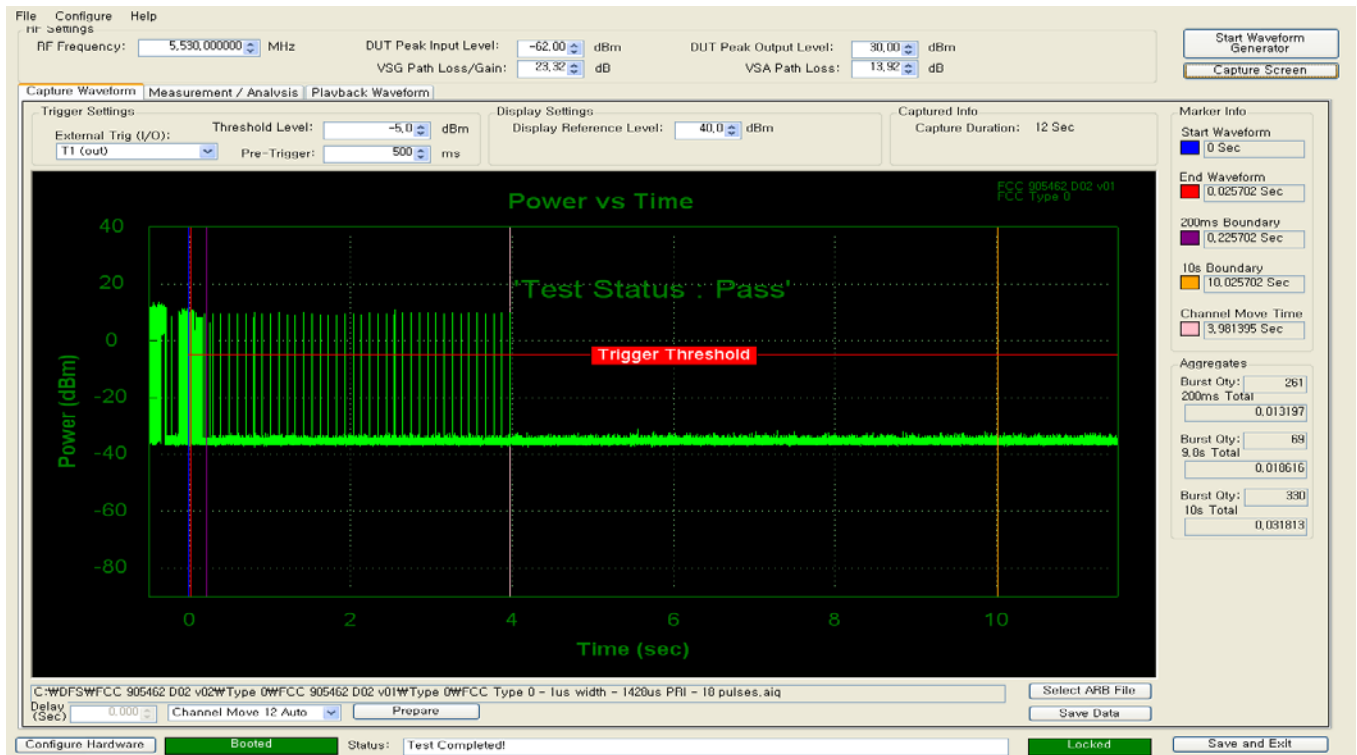 File Configure Help
RF Settings
RF Frequency: 5,530,000000 MHz DUT Peak Input Level: -62,00 dBm DUT Peak Output Level: 30,00 dBm
VSG Path Loss/Gain: 23,32 dB VSA Path Loss: 13,92 dB
Start Waveform Generator
Capture Screen
Capture Waveform Measurement / Analysis Playback Waveform
Trigger Settings
External Trig (I/O):
T1 (out)
Threshold Level: -5,0 dBm
Pre-Trigger: 500 ms
Display Settings
Display Reference Level: 40,0 dBm
Captured Info
Capture Duration: 12 Sec
Marker Info
Start Waveform
0 Sec
End Waveform
0,025702 Sec
200ms Boundary
0,225702 Sec
10s Boundary
10,025702 Sec
Channel Move Time
3,981395 Sec
Aggregates
Burst Qty: 261
200ms Total
0,013197
Burst Qty: 69
9,8s Total
0,018616
Burst Qty: 330
10s Total
0,031813
FCC 905462 D02 v01
FCC Type 0
Power vs Time
'Test Status : Pass'
Trigger Threshold
Power (dBm)
40
20
0
-20
-40
-60
-80
0 2 4 6 8 10
Time (sec)
C:₩DFS₩FCC 905462 D02 v02₩Type 0₩FCC 905462 D02 v01₩Type 0₩FCC Type 0 - 1us width - 1428us PRI - 18 pulses,aiq
Select ARB File
Delay (Sec) 0,000 Channel Move 12 Auto Prepare
Save Data
Configure Hardware Booted Status: Test Completed! Locked Save and Exit